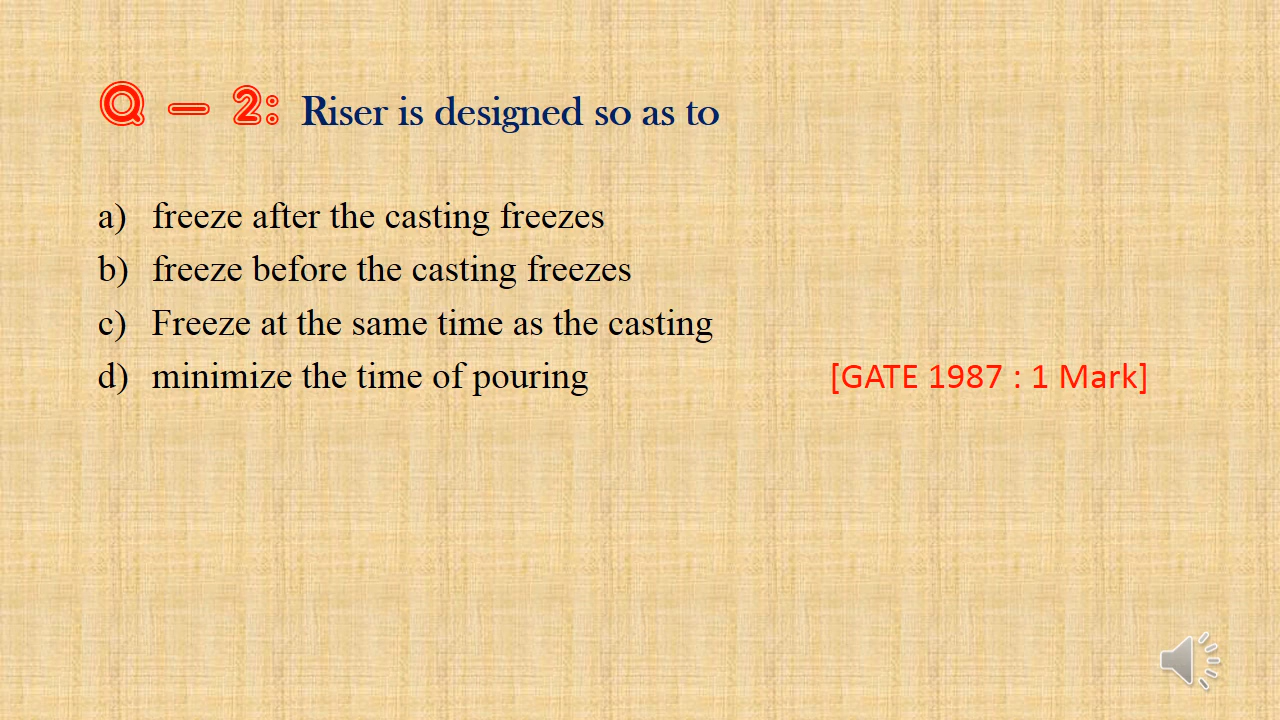 Q – 2: Riser is designed so as to
a) freeze after the casting freezes
b) freeze before the casting freezes
c) Freeze at the same time as the casting
d) minimize the time of pouring [GATE 1987 : 1 Mark]